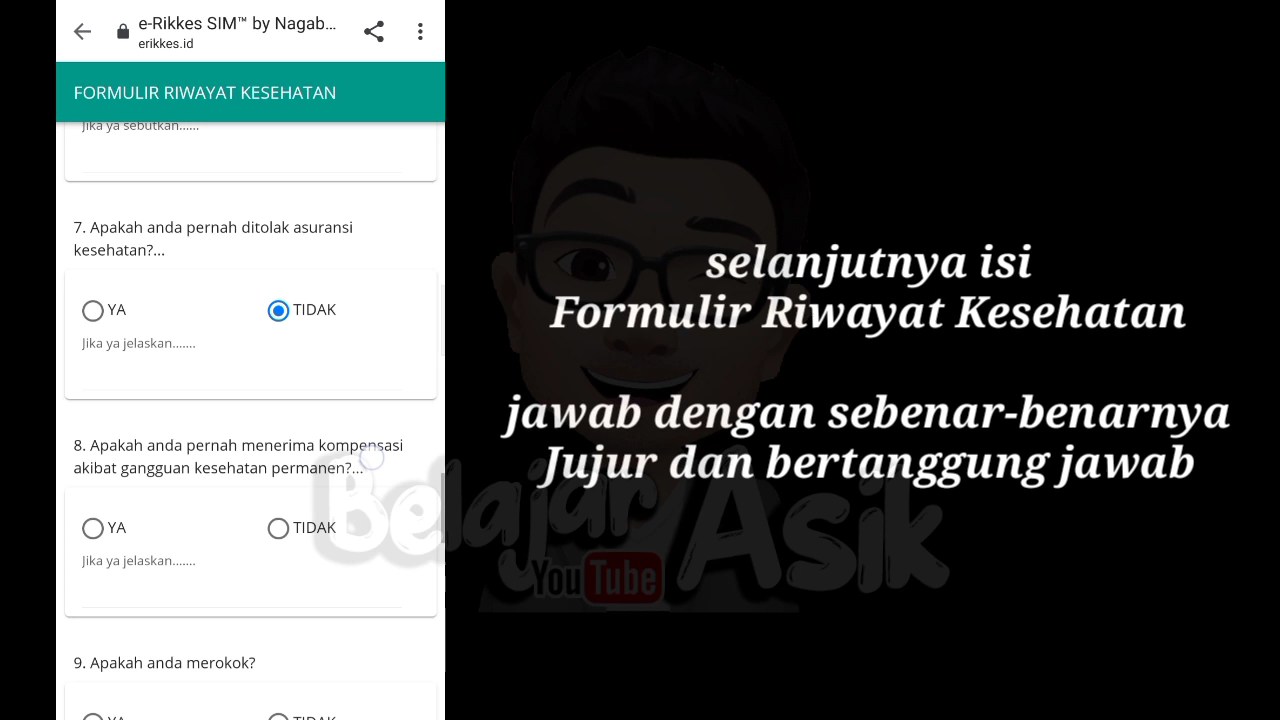 e-Rikkes SIM™ by Nagab...
erikkes.id
FORMULIR RIWAYAT KESEHATAN
Jika ya sebutkan......
7. Apakah anda pernah ditolak asuransi
kesehatan?...
YA
TIDAK
Jika ya jelaskan.......
8. Apakah anda pernah menerima kompensasi
akibat gangguan kesehatan permanen?...
YA
TIDAK
Jika ya jelaskan.......
9. Apakah anda merokok?
YA
TIDAK
selanjutnya isi
Formulir Riwayat Kesehatan
jawab dengan sebenar-benarnya
Jujur dan bertanggung jawab
Belajar Asik
YouTube